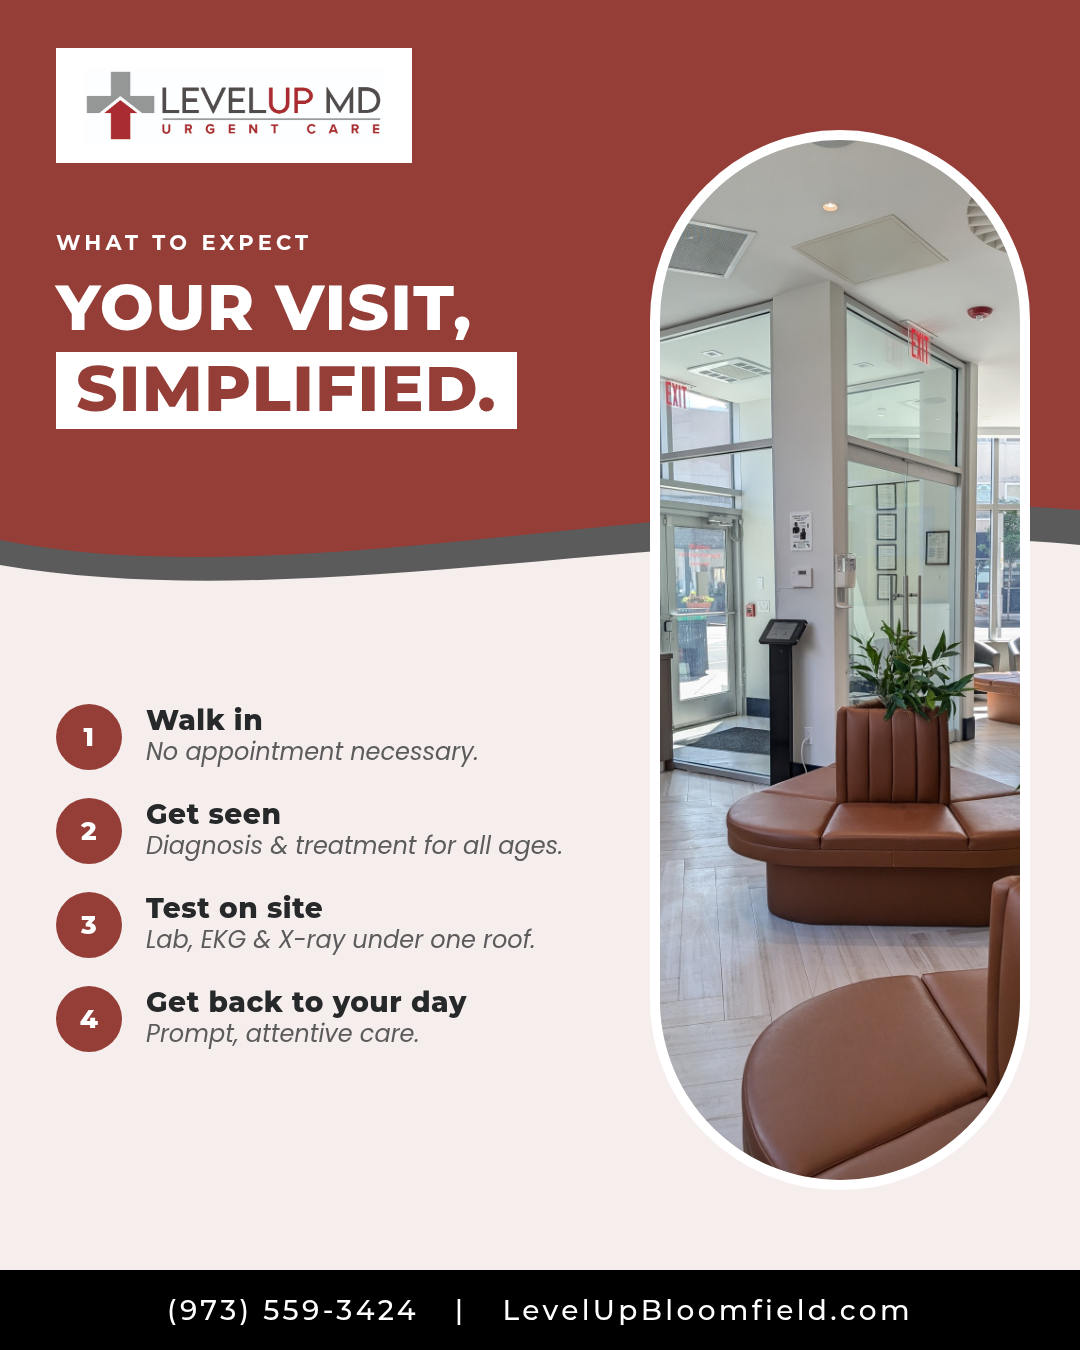 LEVELUP MD
URGENT CARE
WHAT TO EXPECT
YOUR VISIT,
SIMPLIFIED.
EXIT
EXIT
1
Walk in
No appointment necessary.
2
Get seen
Diagnosis & treatment for all ages.
3
Test on site
Lab, EKG & X-ray under one roof.
4
Get back to your day
Prompt, attentive care.
(973) 559-3424 | LevelUpBloomfield.com